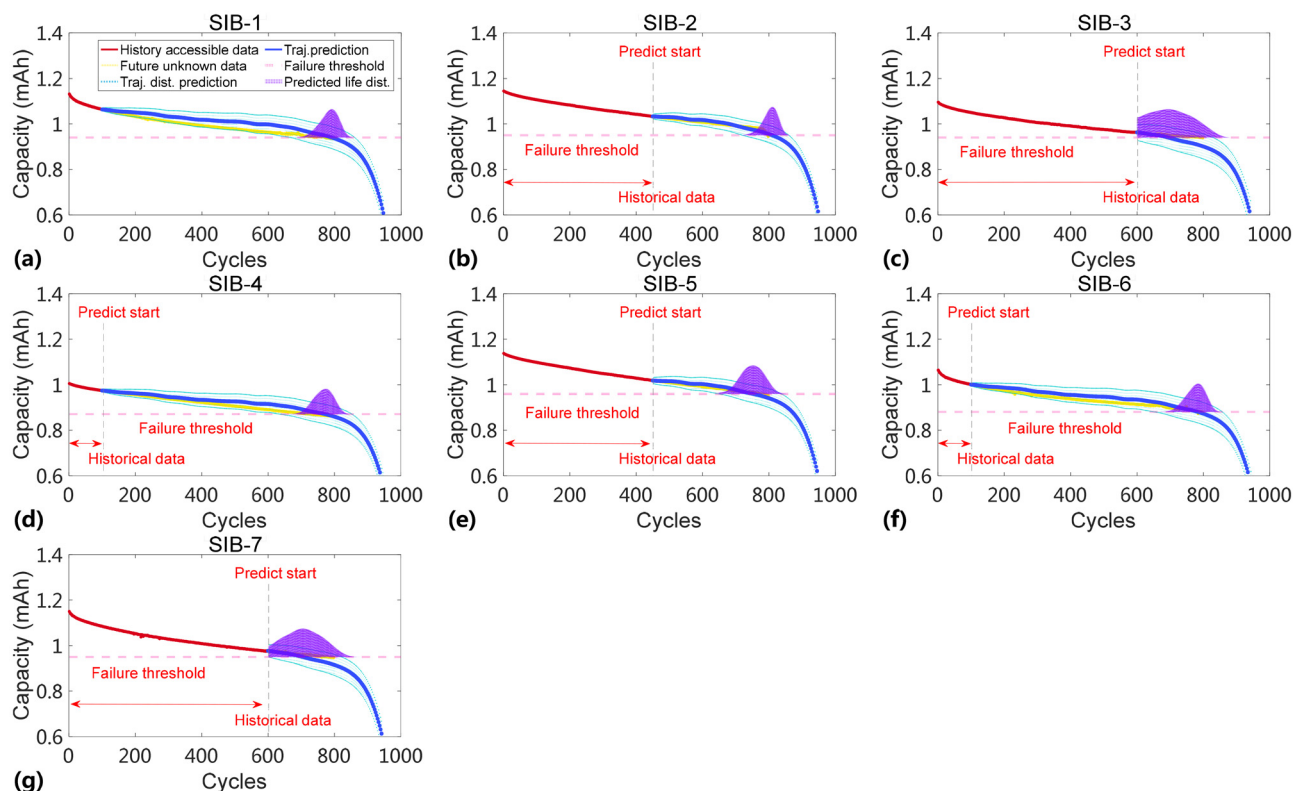 SIB-1
1.4
1.2
1
0.8
0.6
Capacity (mAh)
History accessible data
Traj.prediction
Future unknown data
Failure threshold
Traj. dist. prediction
Predicted life dist.
0 200 400 600 800 1000
Cycles
(a)
SIB-2
1.4
1.2
1
0.8
0.6
Capacity (mAh)
Predict start
Failure threshold
Historical data
0 200 400 600 800 1000
Cycles
(b)
SIB-3
1.4
1.2
1
0.8
0.6
Capacity (mAh)
Predict start
Failure threshold
Historical data
0 200 400 600 800 1000
Cycles
(c)
SIB-4
1.4
1.2
1
0.8
0.6
Capacity (mAh)
Predict start
Failure threshold
Historical data
0 200 400 600 800 1000
Cycles
(d)
SIB-5
1.4
1.2
1
0.8
0.6
Capacity (mAh)
Predict start
Failure threshold
Historical data
0 200 400 600 800 1000
Cycles
(e)
SIB-6
1.4
1.2
1
0.8
0.6
Capacity (mAh)
Predict start
Failure threshold
Historical data
0 200 400 600 800 1000
Cycles
(f)
SIB-7
1.4
1.2
1
0.8
0.6
Capacity (mAh)
Predict start
Failure threshold
Historical data
0 200 400 600 800 1000
Cycles
(g)